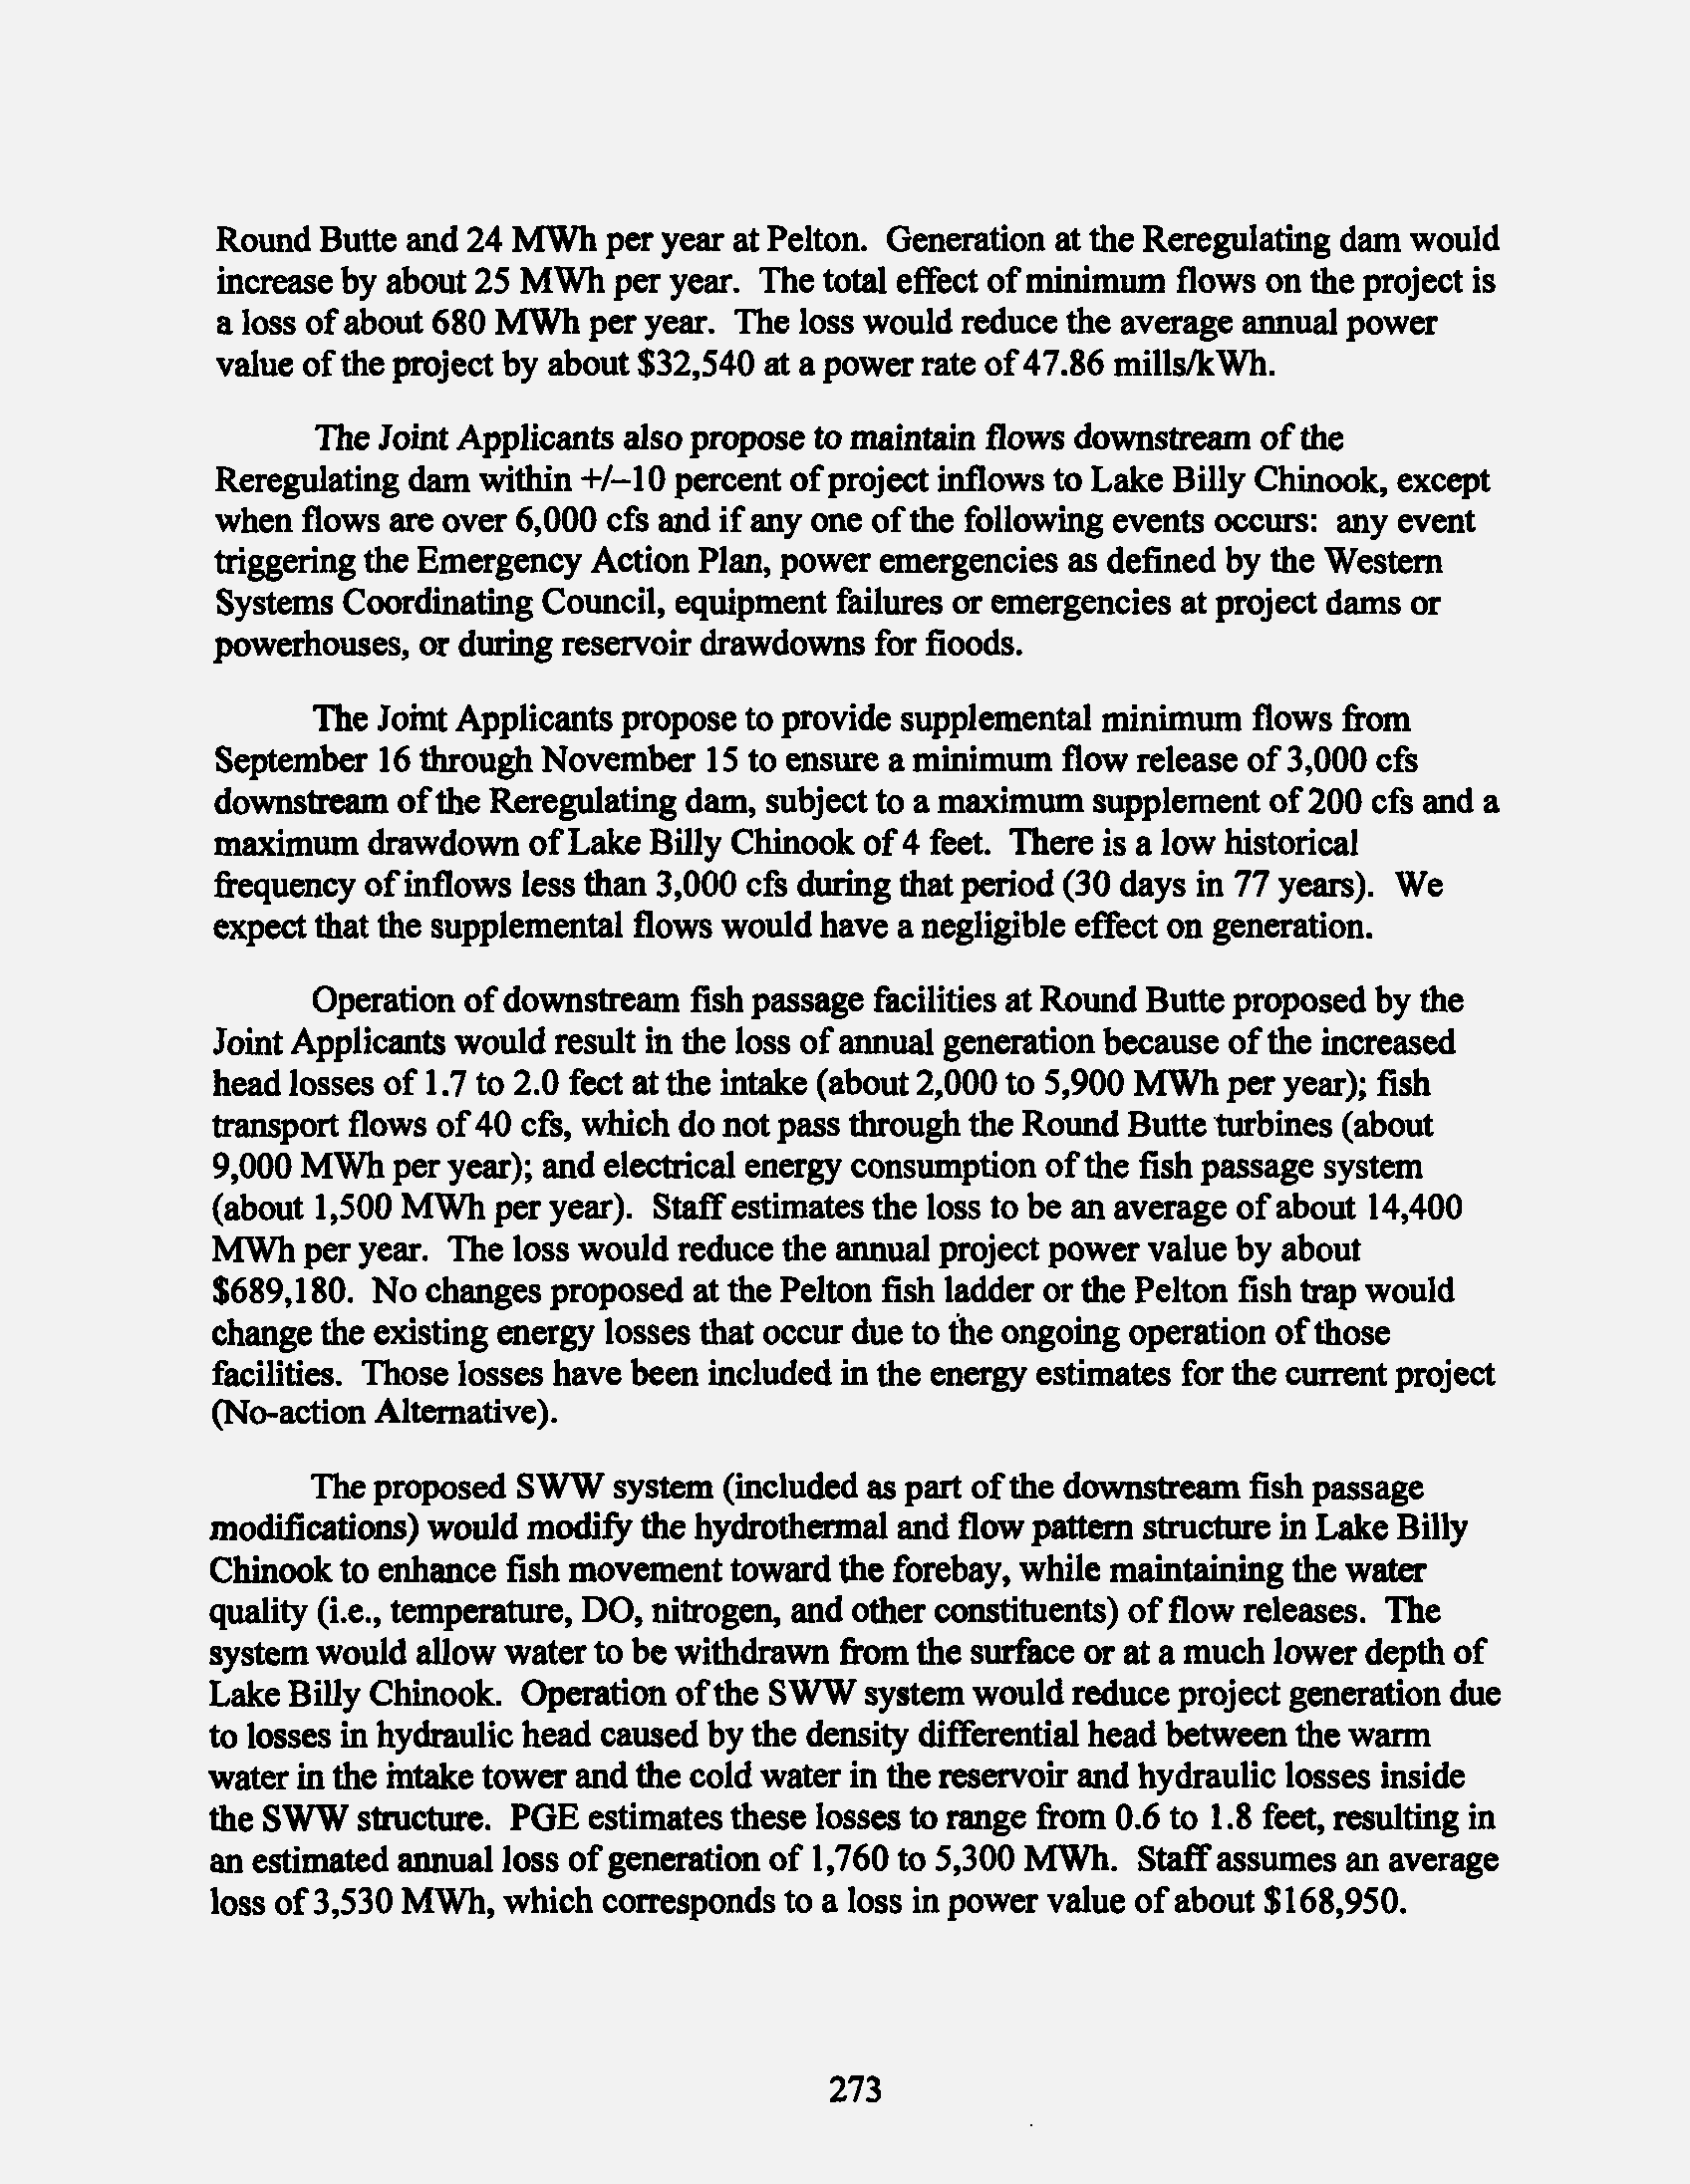 Round Butte and 24 MWh per year at Pelton. Generation at the Reregulating dam would
increase by about 25 MWh per year. The total effect of minimum flows on the project is
a loss of about 680 MWh per year. The loss would reduce the average annual power
value of the project by about $32,540 at a power rate of 47.86 mills/kWh.
The Joint Applicants also propose to maintain flows downstream of the
Reregulating dam within +/–10 percent of project inflows to Lake Billy Chinook, except
when flows are over 6,000 cfs and if any one of the following events occurs: any event
triggering the Emergency Action Plan, power emergencies as defined by the Western
Systems Coordinating Council, equipment failures or emergencies at project dams or
powerhouses, or during reservoir drawdowns for floods.
The Joint Applicants propose to provide supplemental minimum flows from
September 16 through November 15 to ensure a minimum flow release of 3,000 cfs
downstream of the Reregulating dam, subject to a maximum supplement of 200 cfs and a
maximum drawdown of Lake Billy Chinook of 4 feet. There is a low historical
frequency of inflows less than 3,000 cfs during that period (30 days in 77 years). We
expect that the supplemental flows would have a negligible effect on generation.
Operation of downstream fish passage facilities at Round Butte proposed by the
Joint Applicants would result in the loss of annual generation because of the increased
head losses of 1.7 to 2.0 feet at the intake (about 2,000 to 5,900 MWh per year); fish
transport flows of 40 cfs, which do not pass through the Round Butte turbines (about
9,000 MWh per year); and electrical energy consumption of the fish passage system
(about 1,500 MWh per year). Staff estimates the loss to be an average of about 14,400
MWh per year. The loss would reduce the annual project power value by about
$689,180. No changes proposed at the Pelton fish ladder or the Pelton fish trap would
change the existing energy losses that occur due to the ongoing operation of those
facilities. Those losses have been included in the energy estimates for the current project
(No-action Alternative).
The proposed SWW system (included as part of the downstream fish passage
modifications) would modify the hydrothermal and flow pattern structure in Lake Billy
Chinook to enhance fish movement toward the forebay, while maintaining the water
quality (i.e., temperature, DO, nitrogen, and other constituents) of flow releases. The
system would allow water to be withdrawn from the surface or at a much lower depth of
Lake Billy Chinook. Operation of the SWW system would reduce project generation due
to losses in hydraulic head caused by the density differential head between the warm
water in the intake tower and the cold water in the reservoir and hydraulic losses inside
the SWW structure. PGE estimates these losses to range from 0.6 to 1.8 feet, resulting in
an estimated annual loss of generation of 1,760 to 5,300 MWh. Staff assumes an average
loss of 3,530 MWh, which corresponds to a loss in power value of about $168,950.
273